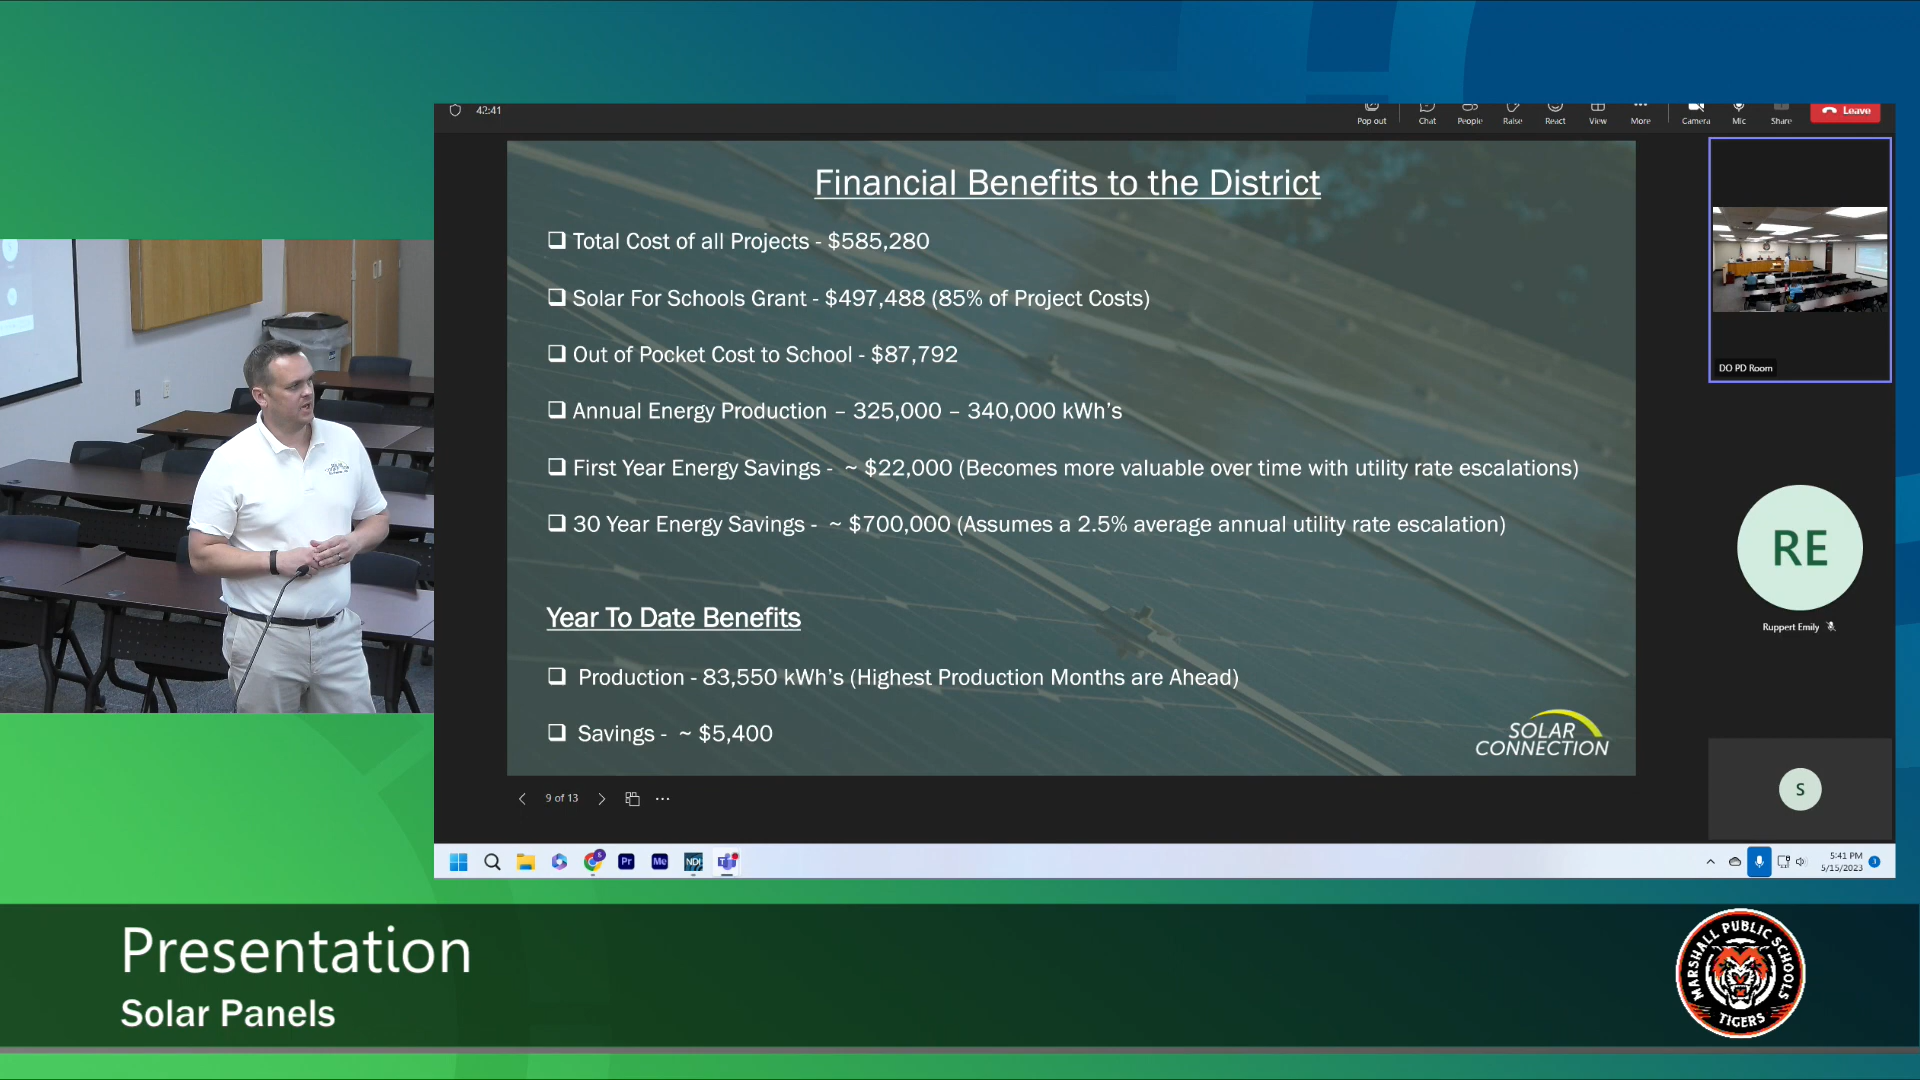 42:41
Pop out
Chat
People
Raise
React
View
More
Camera
Mic
Share
Leave
Financial Benefits to the District
Total Cost of all Projects - $585,280
Solar For Schools Grant - $497,488 (85% of Project Costs)
Out of Pocket Cost to School - $87,792
Annual Energy Production – 325,000 – 340,000 kWh's
First Year Energy Savings - ~ $22,000 (Becomes more valuable over time with utility rate escalations)
30 Year Energy Savings - ~ $700,000 (Assumes a 2.5% average annual utility rate escalation)
Year To Date Benefits
Production - 83,550 kWh's (Highest Production Months are Ahead)
Savings - ~ $5,400
SOLAR
CONNECTION
DO PD Room
RE
Ruppert Emily
S
9 of 13
Pr
Me
NDI
5:41 PM
5/15/2023
Presentation
Solar Panels
MARSHALL PUBLIC SCHOOLS
TIGERS